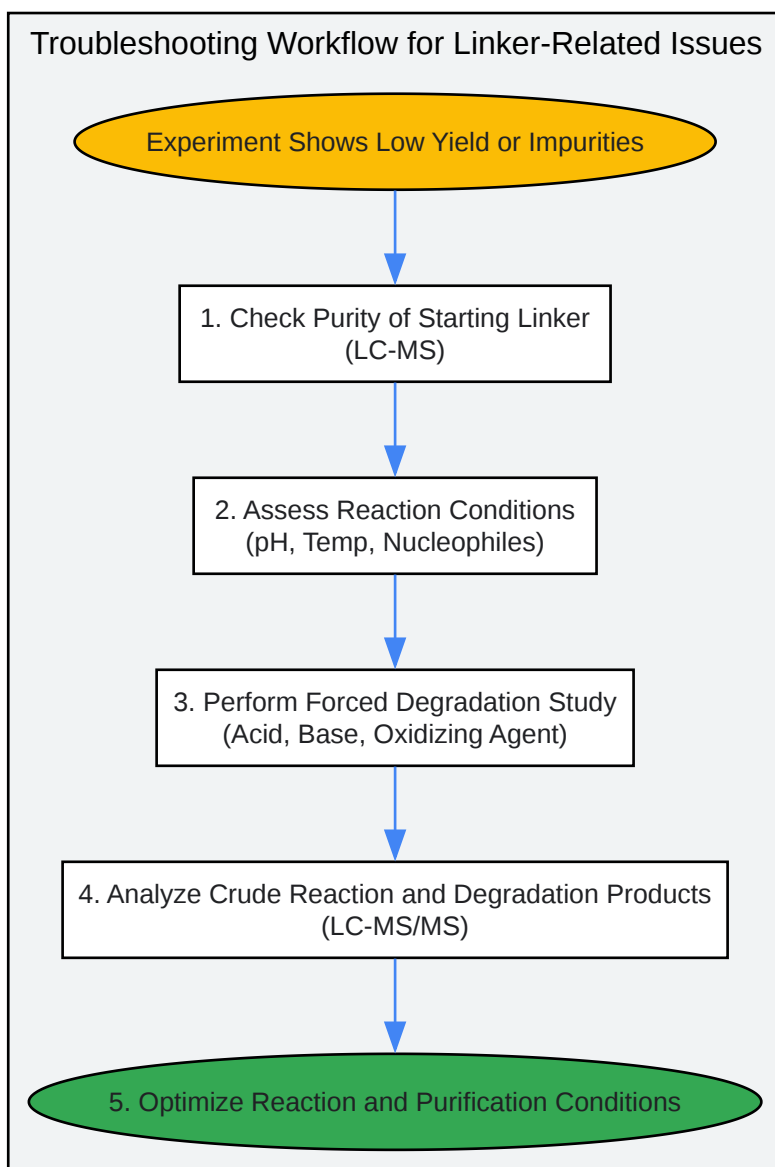 Troubleshooting Workflow for Linker-Related Issues
Experiment Shows Low Yield or Impurities
1. Check Purity of Starting Linker
(LC-MS)
2. Assess Reaction Conditions
(pH, Temp, Nucleophiles)
3. Perform Forced Degradation Study
(Acid, Base, Oxidizing Agent)
4. Analyze Crude Reaction and Degradation Products
(LC-MS/MS)
5. Optimize Reaction and Purification Conditions